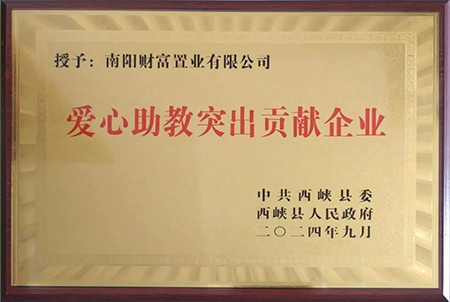 授予：南阳财富置业有限公司
爱心助教突出贡献企业
中共西峡县委
西峡县人民政府
二〇二四年九月